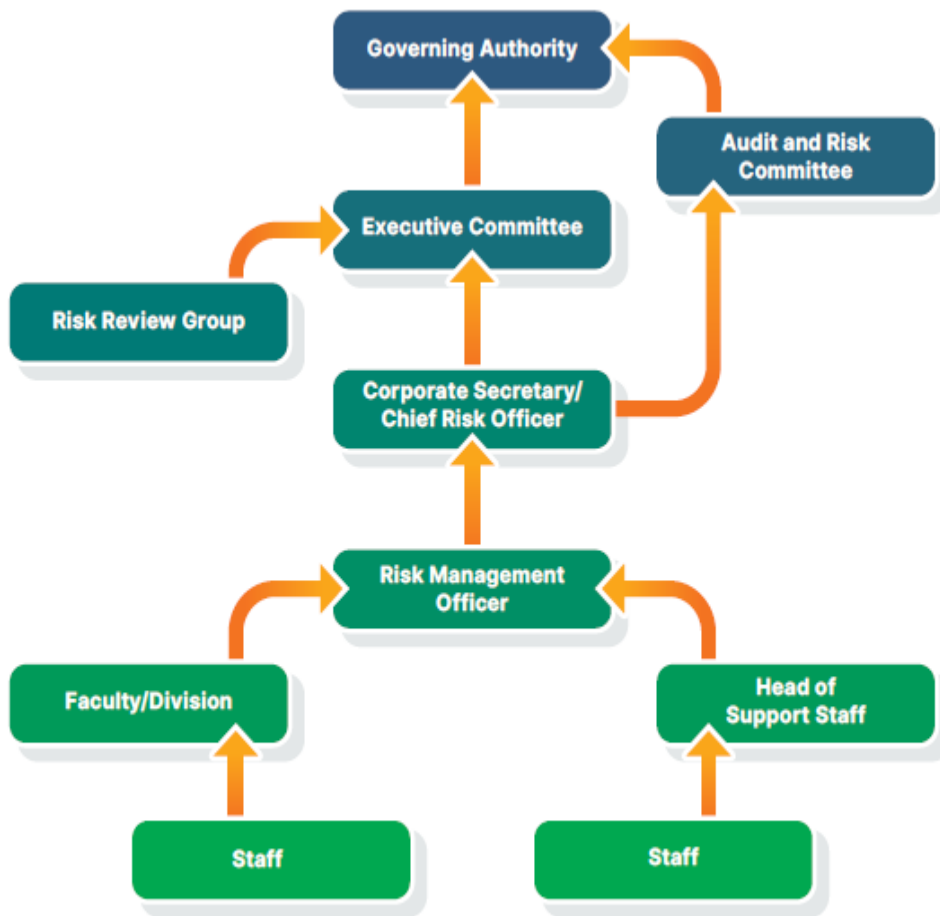 Governing Authority
Audit and Risk
Committee
Executive Committee
Risk Review Group
Corporate Secretary/
Chief Risk Officer
Risk Management
Officer
Faculty/Division
Head of
Support Staff
Staff
Staff